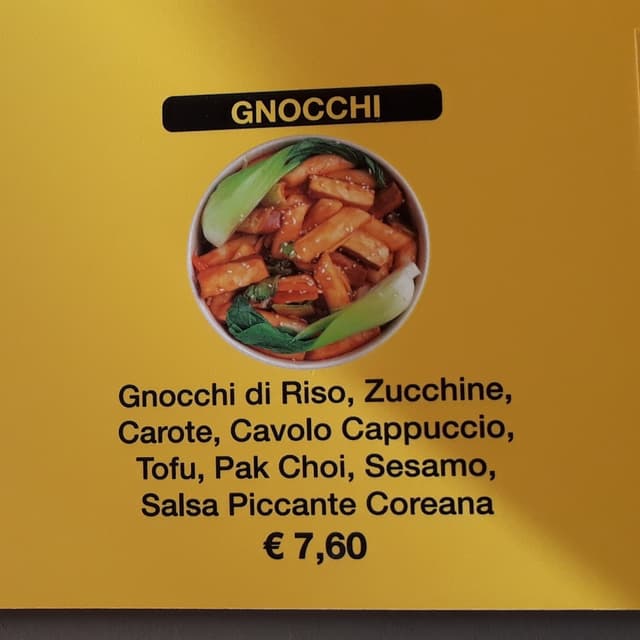 GNOCCHI
Gnocchi di Riso, Zucchine,
Carote, Cavolo Cappuccio,
Tofu, Pak Choi, Sesamo,
Salsa Piccante Coreana
€ 7,60